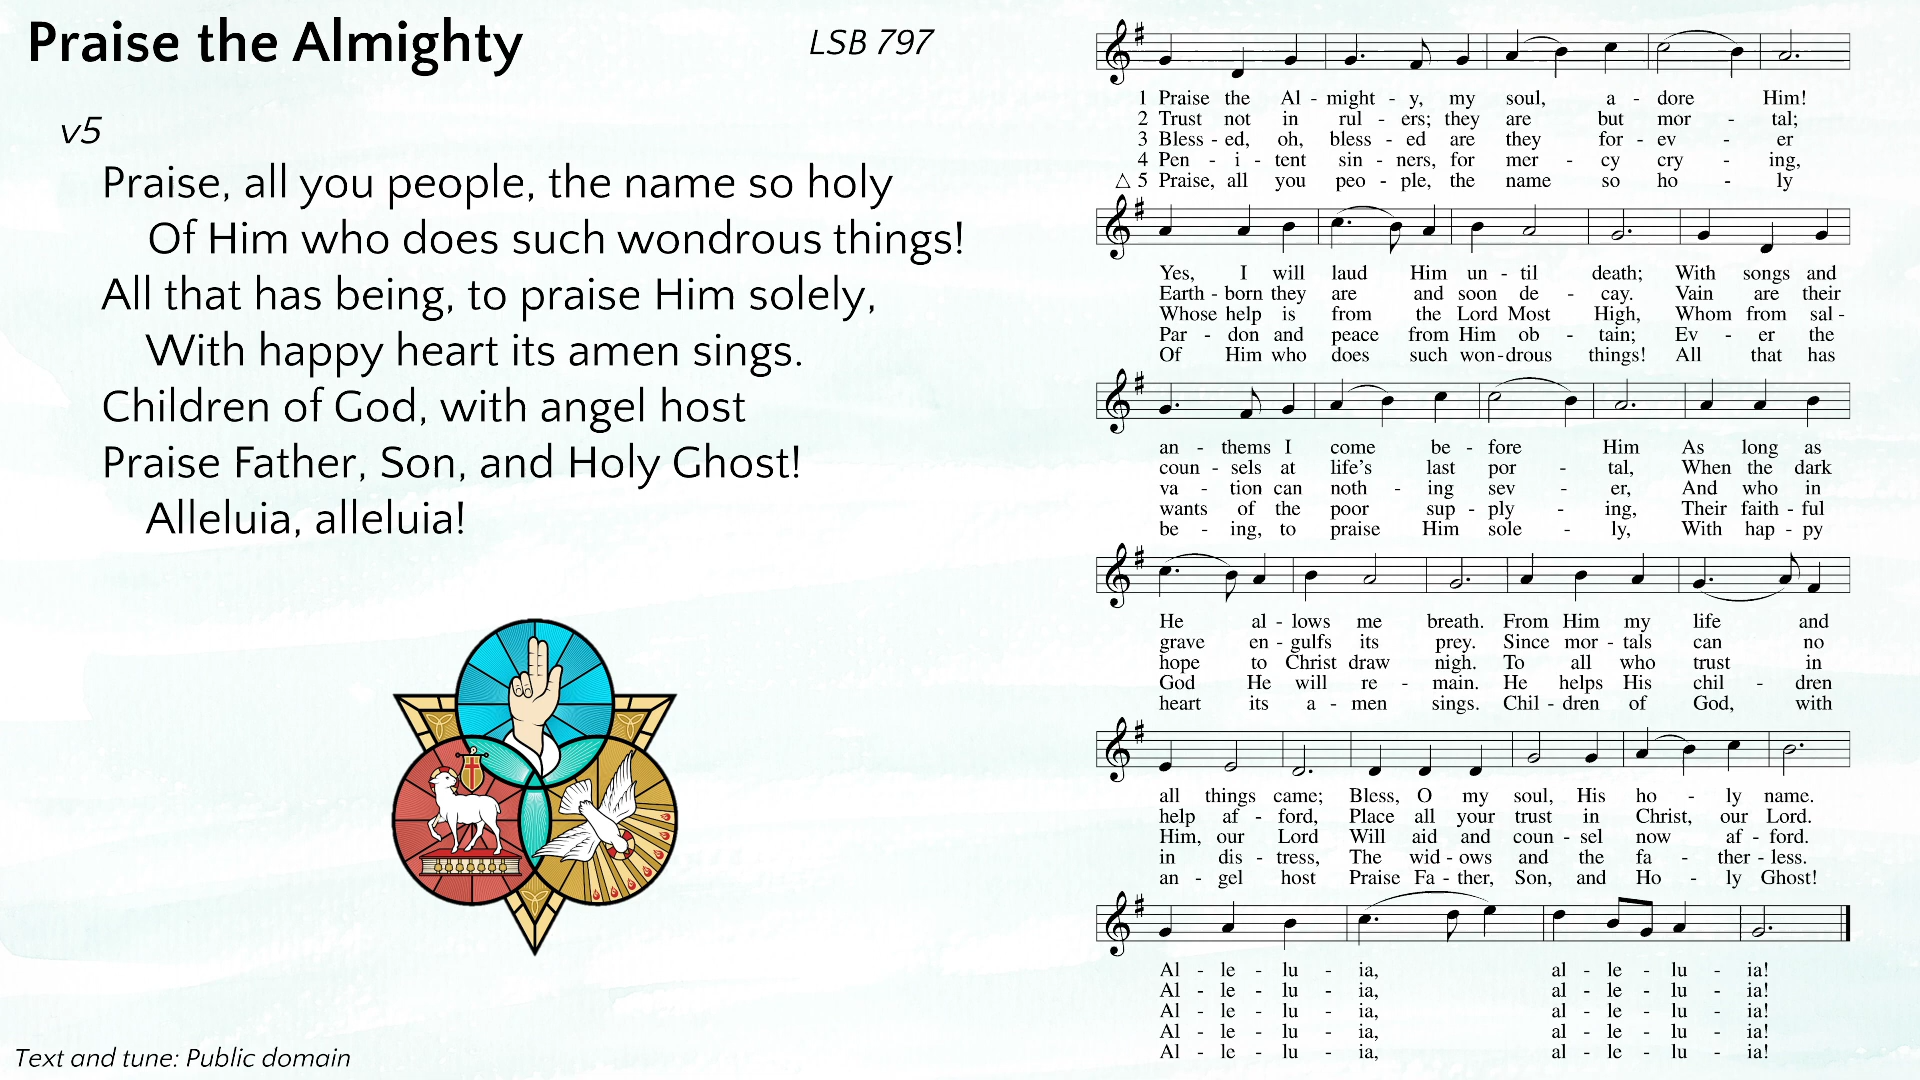 Praise the Almighty
LSB 797
v5
Praise, all you people, the name so holy
Of Him who does such wondrous things!
All that has being, to praise Him solely,
With happy heart its amen sings.
Children of God, with angel host
Praise Father, Son, and Holy Ghost!
Alleluia, alleluia!
Text and tune: Public domain
1 Praise the Al - might - y, my soul, a - dore Him!
2 Trust not in rul - ers; they are but mor - tal;
3 Bless - ed, oh, bless - ed are they for - ev - er
4 Pen - i - tent sin - ners, for mer - cy cry - ing,
△ 5 Praise, all you peo - ple, the name so ho - ly
Yes, I will laud Him un - til death; With songs and
Earth - born they are and soon de - cay. Vain are their
Whose help is from the Lord Most High, Whom from sal -
Par - don and peace from Him ob - tain; Ev - er the
Of Him who does such won - drous things! All that has
an - thems I come be - fore Him As long as
coun - sels at life's last por - tal, When the dark
va - tion can noth - ing sev - er, And who in
wants of the poor sup - ply - ing, Their faith - ful
be - ing, to praise Him sole - ly, With hap - py
He al - lows me breath. From Him my life and
grave en - gulfs its prey. Since mor - tals can no
hope to Christ draw nigh. To all who trust in
God He will re - main. He helps His chil - dren
heart its a - men sings. Chil - dren of God, with
all things came; Bless, O my soul, His ho - ly name.
help af - ford, Place all your trust in Christ, our Lord.
Him, our Lord Will aid and coun - sel now af - ford.
in dis - tress, The wid - ows and the fa - ther - less.
an - gel host Praise Fa - ther, Son, and Ho - ly Ghost!
Al - le - lu - ia, al - le - lu - ia!
Al - le - lu - ia, al - le - lu - ia!
Al - le - lu - ia, al - le - lu - ia!
Al - le - lu - ia, al - le - lu - ia!
Al - le - lu - ia, al - le - lu - ia!